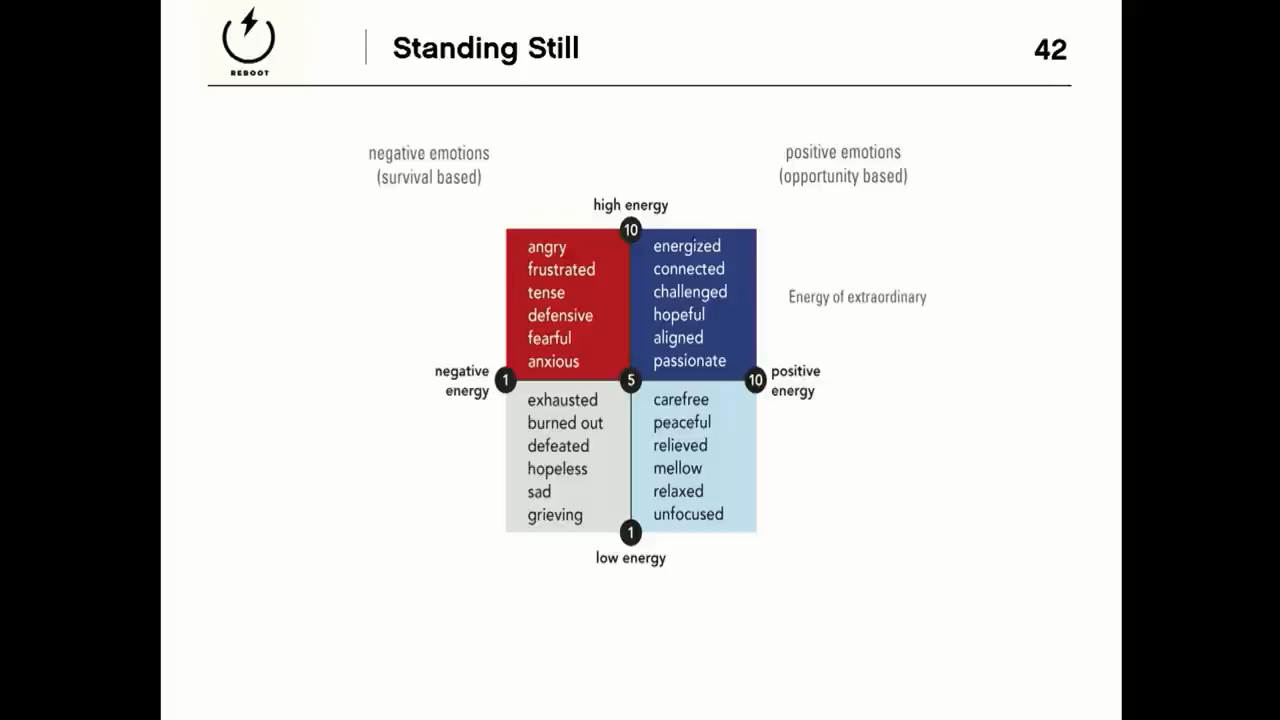 REBOOT
Standing Still
42
negative emotions
(survival based)
positive emotions
(opportunity based)
high energy
10
angry
frustrated
tense
defensive
fearful
anxious
energized
connected
challenged
hopeful
aligned
passionate
Energy of extraordinary
negative
energy
1
5
10
positive
energy
exhausted
burned out
defeated
hopeless
sad
grieving
carefree
peaceful
relieved
mellow
relaxed
unfocused
1
low energy